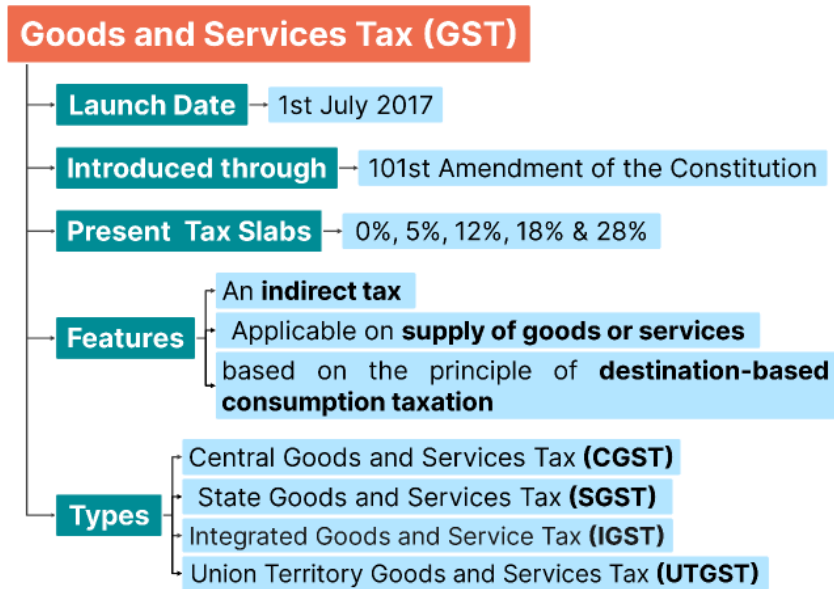 Goods and Services Tax (GST)
Launch Date
1st July 2017
Introduced through
101st Amendment of the Constitution
Present Tax Slabs
0%, 5%, 12%, 18% & 28%
Features
An indirect tax
Applicable on supply of goods or services
based on the principle of destination-based
consumption taxation
Types
Central Goods and Services Tax (CGST)
State Goods and Services Tax (SGST)
Integrated Goods and Service Tax (IGST)
Union Territory Goods and Services Tax (UTGST)